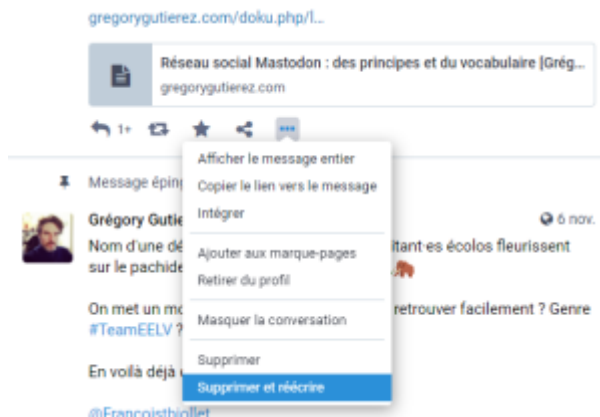 gregorygutierez.com/doku.php/l...
Réseau social Mastodon : des principes et du vocabulaire [Grég...
gregorygutierez.com
1+
Afficher le message entier
Message éping
Copier le lien vers le message
Intégrer
Grégory Gutie
6 nov.
Nom d'une dé
itant·es écolos fleurissent
Ajouter aux marque-pages
sur le pachide
Retirer du profil
On met un mo
retrouver facilement ? Genre
Masquer la conversation
#TeamEELV ?
Supprimer
En voilà déjà
Supprimer et réécrire
@Francoisthiollet